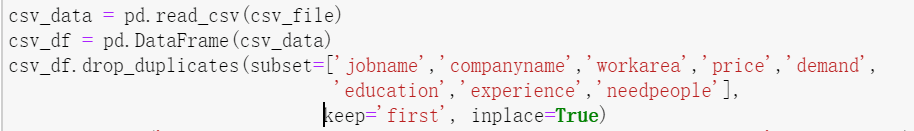 csv_data = pd.read_csv(csv_file)
csv_df = pd.DataFrame(csv_data)
csv_df.drop_duplicates(subset=['jobname','companyname','workarea','price','demand',
'education','experience','needpeople'],
keep='first', inplace=True)